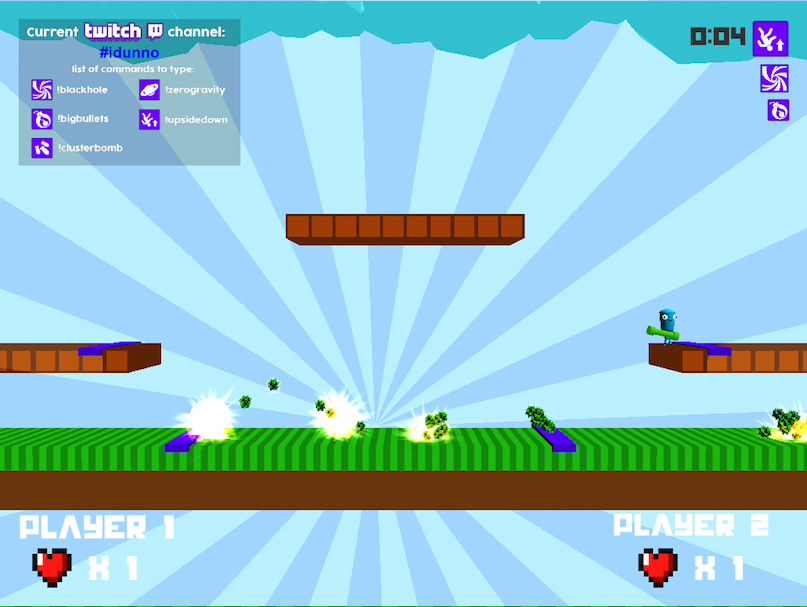 Current twitch channel:
#idunno
list of commands to type:
!blackhole !zerogravity
!bigbullets !upsidedown
!clusterbomb
0:04
PLAYER 1 PLAYER 2
X 1 X 1